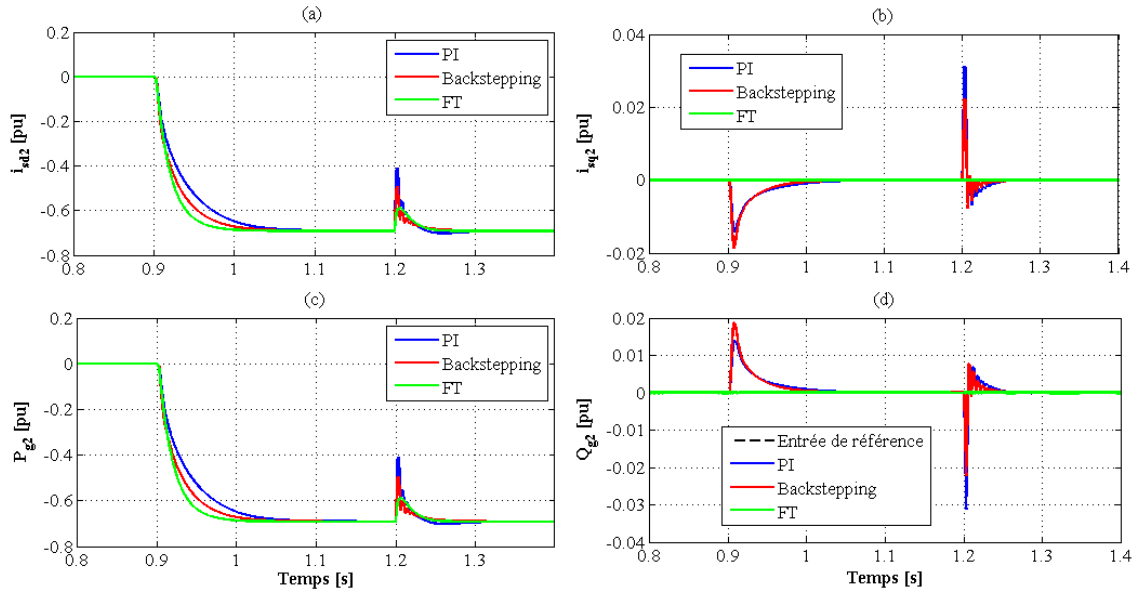 (a)
0.2
0
-0.2
-0.4
-0.6
-0.8
i_sd2 [pu]
PI
Backstepping
FT
0.8 0.9 1 1.1 1.2 1.3
(b)
0.04
0.02
0
-0.02
i_sq2 [pu]
PI
Backstepping
FT
0.8 0.9 1 1.1 1.2 1.3 1.4
(c)
0.2
0
-0.2
-0.4
-0.6
-0.8
P_g2 [pu]
PI
Backstepping
FT
0.8 0.9 1 1.1 1.2 1.3
Temps [s]
(d)
0.02
0.01
0
-0.01
-0.02
-0.03
-0.04
Q_g2 [pu]
Entrée de référence
PI
Backstepping
FT
0.8 0.9 1 1.1 1.2 1.3 1.4
Temps [s]